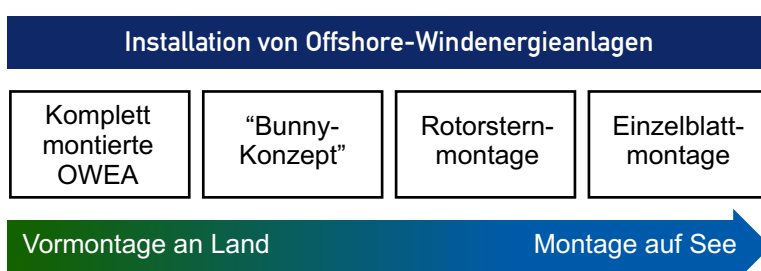 Installation von Offshore-Windenergieanlagen
Komplett
montierte
OWEA
“Bunny-
Konzept”
Rotorstern-
montage
Einzelblatt-
montage
Vormontage an Land
Montage auf See